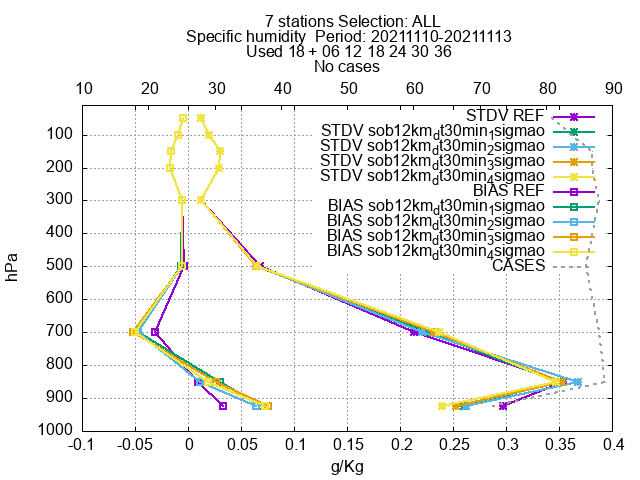 7 stations Selection: ALL
Specific humidity  Period: 20211110-20211113
Used 18 + 06 12 18 24 30 36
No cases
10 20 30 40 50 60 70 80 90
STDV REF
STDV sob12km_dt30min_1sigmao
STDV sob12km_dt30min_2sigmao
STDV sob12km_dt30min_3sigmao
STDV sob12km_dt30min_4sigmao
BIAS REF
BIAS sob12km_dt30min_1sigmao
BIAS sob12km_dt30min_2sigmao
BIAS sob12km_dt30min_3sigmao
BIAS sob12km_dt30min_4sigmao
CASES
hPa
100
200
300
400
500
600
700
800
900
1000
-0.1 -0.05 0 0.05 0.1 0.15 0.2 0.25 0.3 0.35 0.4
g/Kg